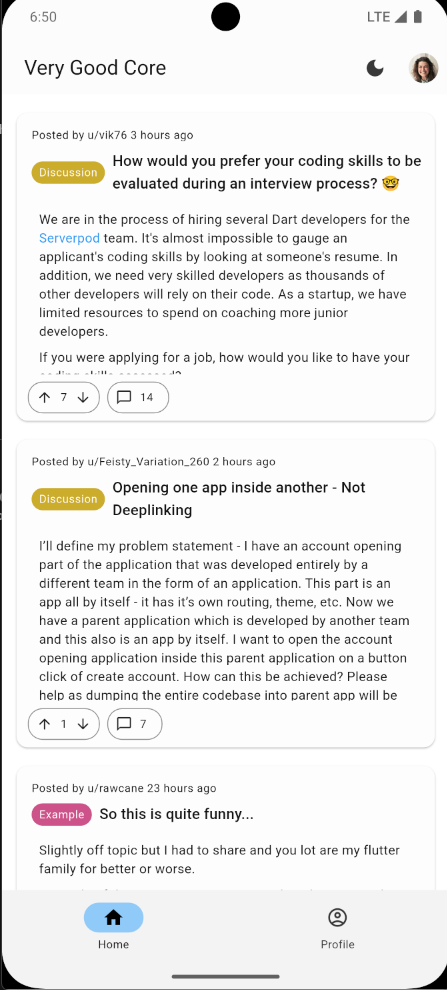 6:50
LTE
Very Good Core
Posted by u/vik76 3 hours ago
Discussion
How would you prefer your coding skills to be
evaluated during an interview process? 🤓
We are in the process of hiring several Dart developers for the
Serverpod team. It's almost impossible to gauge an
applicant's coding skills by looking at someone's resume. In
addition, we need very skilled developers as thousands of
other developers will rely on their code. As a startup, we have
limited resources to spend on coaching more junior
developers.
If you were applying for a job, how would you like to have your
coding skills assessed?
7
14
Posted by u/Feisty_Variation_260 2 hours ago
Discussion
Opening one app inside another - Not
Deeplinking
I’ll define my problem statement - I have an account opening
part of the application that was developed entirely by a
different team in the form of an application. This part is an
app all by itself - it has it’s own routing, theme, etc. Now we
have a parent application which is developed by another team
and this also is an app by itself. I want to open the account
opening application inside this parent application on a button
click of create account. How can this be achieved? Please
help as dumping the entire codebase into parent app will be
1
7
Posted by u/rawcane 23 hours ago
Example
So this is quite funny...
Slightly off topic but I had to share and you lot are my flutter
family for better or worse.
Home
Profile